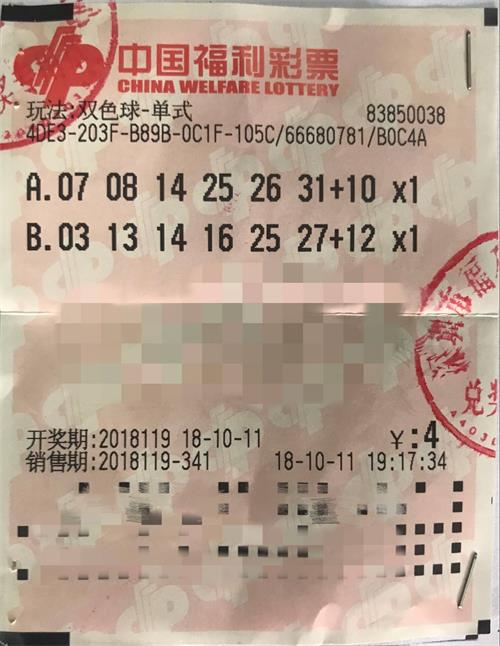 中国福利彩票
CHINA WELFARE LOTTERY
玩法:双色球-单式 83850038
4DE3-203F-B89B-0C1F-105C/66680781/B0C4A
A.07 08 14 25 26 31+10 x1
B.03 13 14 16 25 27+12 x1
开奖期:2018119 18-10-11 ¥:4
销售期:2018119-341 18-10-11 19:17:34
兑奖